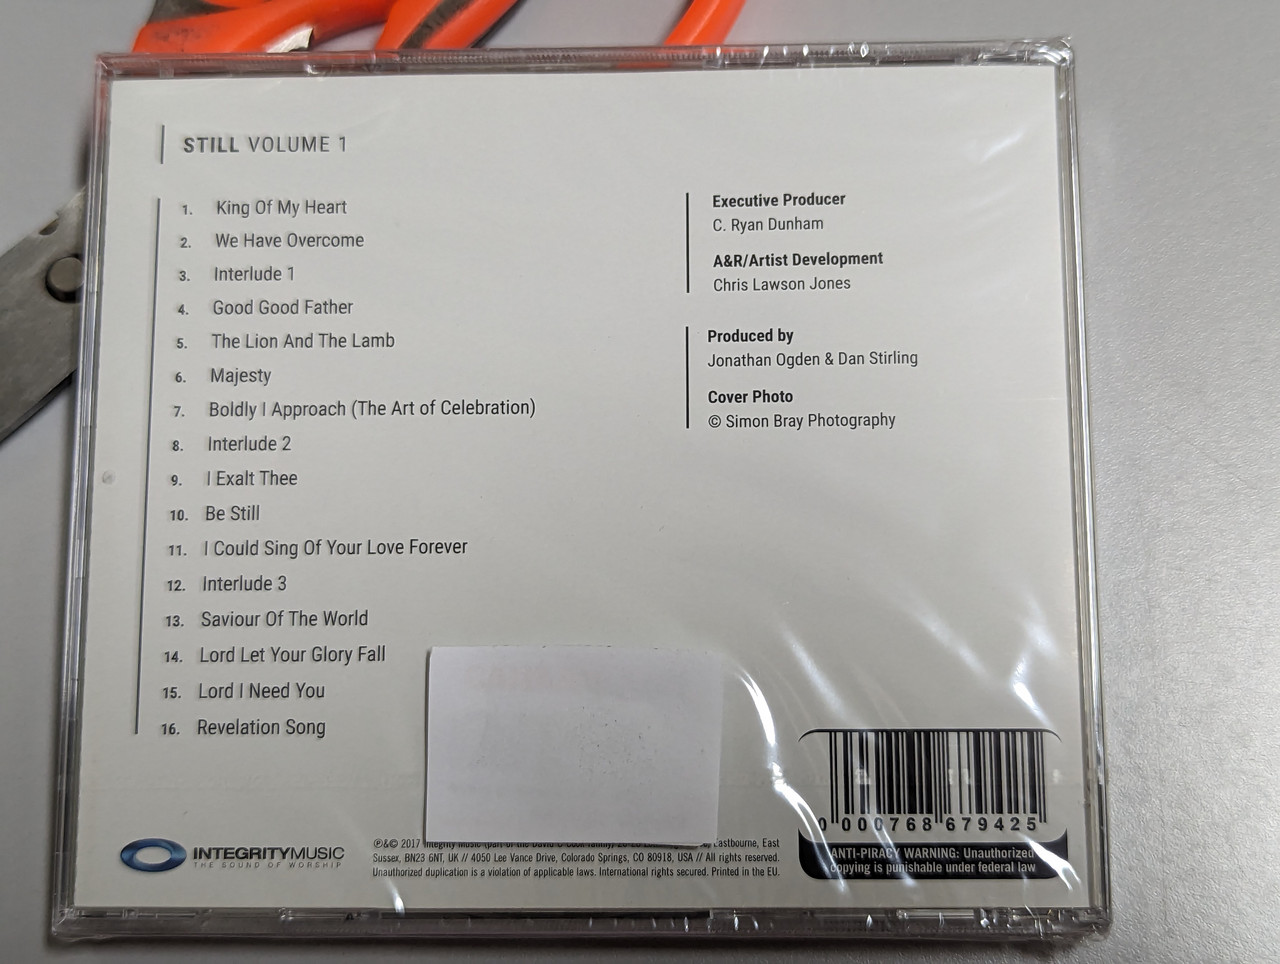 STILL VOLUME 1
1. King Of My Heart
2. We Have Overcome
3. Interlude 1
4. Good Good Father
5. The Lion And The Lamb
6. Majesty
7. Boldly I Approach (The Art of Celebration)
8. Interlude 2
9. I Exalt Thee
10. Be Still
11. I Could Sing Of Your Love Forever
12. Interlude 3
13. Saviour Of The World
14. Lord Let Your Glory Fall
15. Lord I Need You
16. Revelation Song
Executive Producer
C. Ryan Dunham
A&R/Artist Development
Chris Lawson Jones
Produced by
Jonathan Ogden & Dan Stirling
Cover Photo
© Simon Bray Photography
INTEGRITYMUSIC
THE SOUND OF WORSHIP
℗&© 2017 Integrity Music (part of the David C Eastbourne, East
Sussex, BN23 6NT, UK // 4050 Lee Vance Drive, Colorado Springs, CO 80918, USA // All rights reserved.
Unauthorized duplication is a violation of applicable laws. International rights secured. Printed in the EU.
0 000768 679425
ANTI-PIRACY WARNING: Unauthorized
copying is punishable under federal law